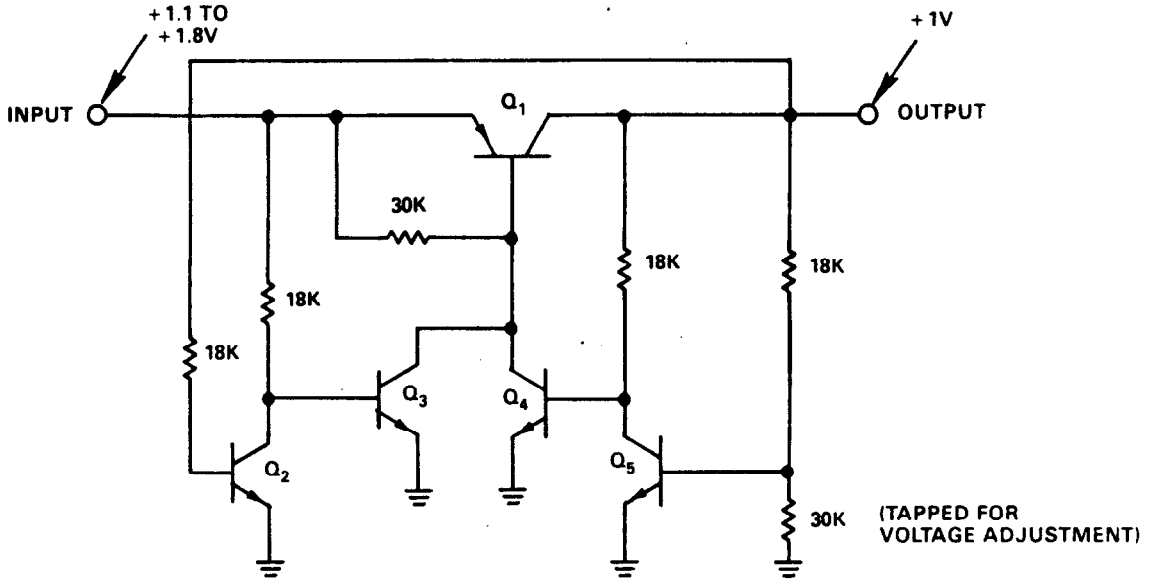 +1.1 TO
+1.8V
+1V
INPUT
Q1
OUTPUT
30K
18K
18K
18K
18K
Q3
Q4
Q2
Q5
30K
(TAPPED FOR
VOLTAGE ADJUSTMENT)